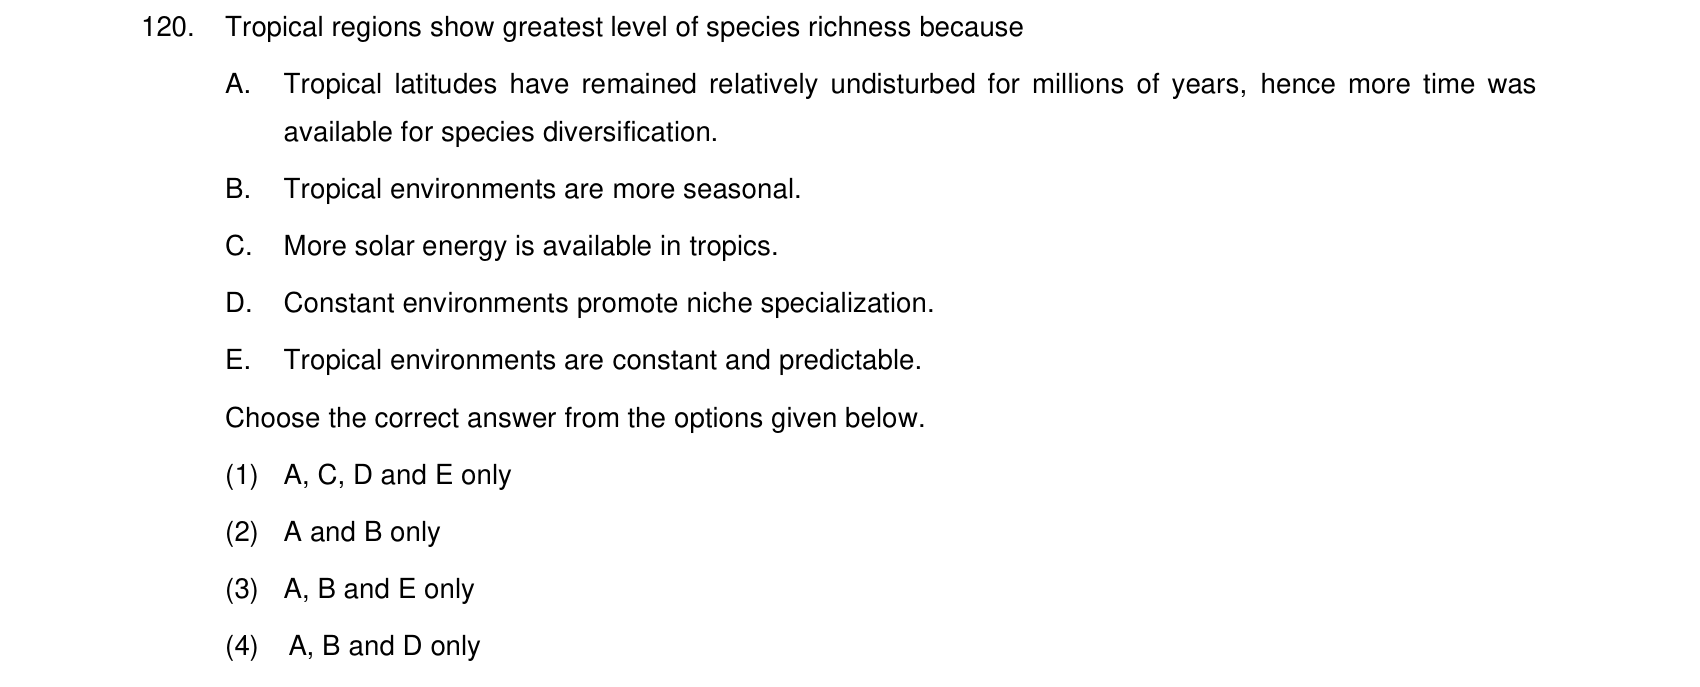 120. Tropical regions show greatest level of species richness because
A. Tropical latitudes have remained relatively undisturbed for millions of years, hence more time was
available for species diversification.
B. Tropical environments are more seasonal.
C. More solar energy is available in tropics.
D. Constant environments promote niche specialization.
E. Tropical environments are constant and predictable.
Choose the correct answer from the options given below.
(1) A, C, D and E only
(2) A and B only
(3) A, B and E only
(4) A, B and D only